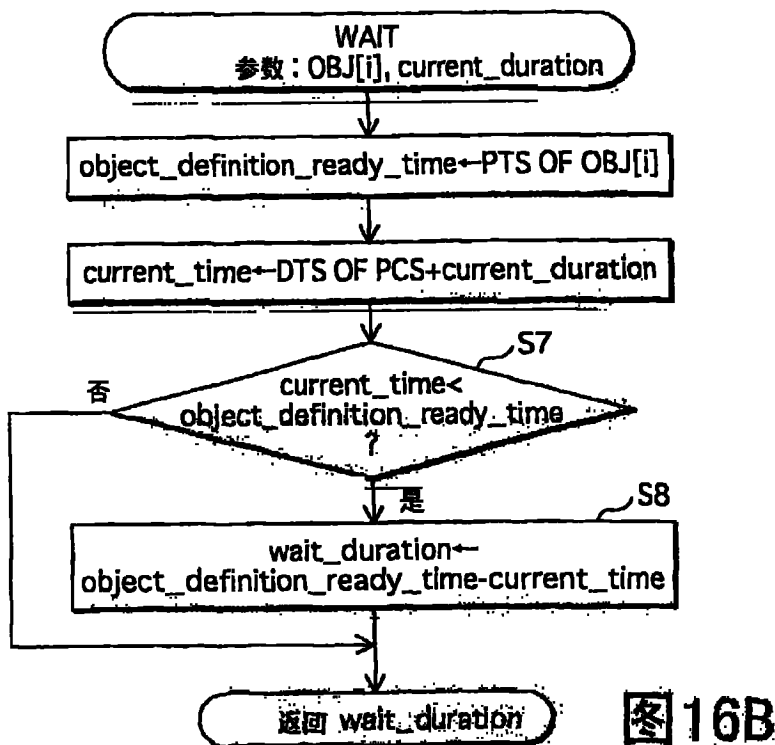 WAIT
参数：OBJ[i], current_duration
object_definition_ready_time←PTS OF OBJ[i]
current_time←DTS OF PCS+current_duration
S7
否
current_time<
object_definition_ready_time
?
是
S8
wait_duration←
object_definition_ready_time-current_time
返回 wait_duration
图16B